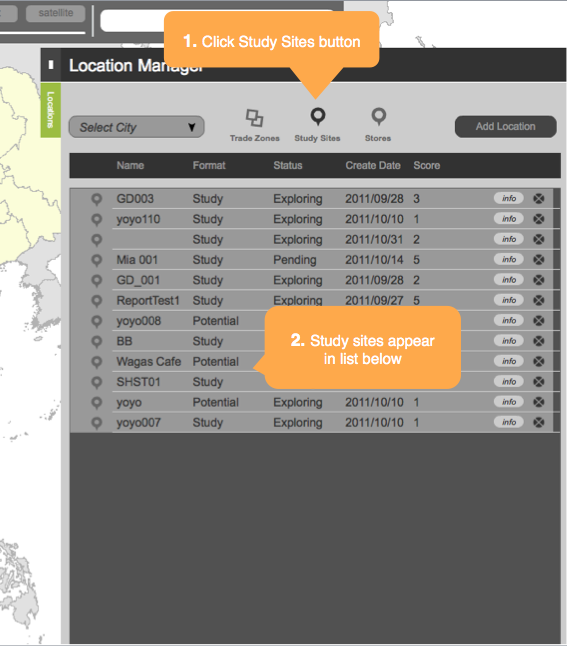 satellite
1. Click Study Sites button
Location Manager
Locations
Select City
Trade Zones
Study Sites
Stores
Add Location
Name Format Status Create Date Score
GD003 Study Exploring 2011/09/28 3 info
yoyo110 Study Exploring 2011/10/10 1 info
Study Exploring 2011/10/31 2 info
Mia 001 Study Pending 2011/10/14 5 info
GD_001 Study Exploring 2011/09/28 2 info
ReportTest1 Study Exploring 2011/09/27 5 info
yoyo008 Potential info
BB Study info
Wagas Cafe Potential info
SHST01 Study info
yoyo Potential Exploring 2011/10/10 1 info
yoyo007 Study Exploring 2011/10/10 1 info
2. Study sites appear
in list below